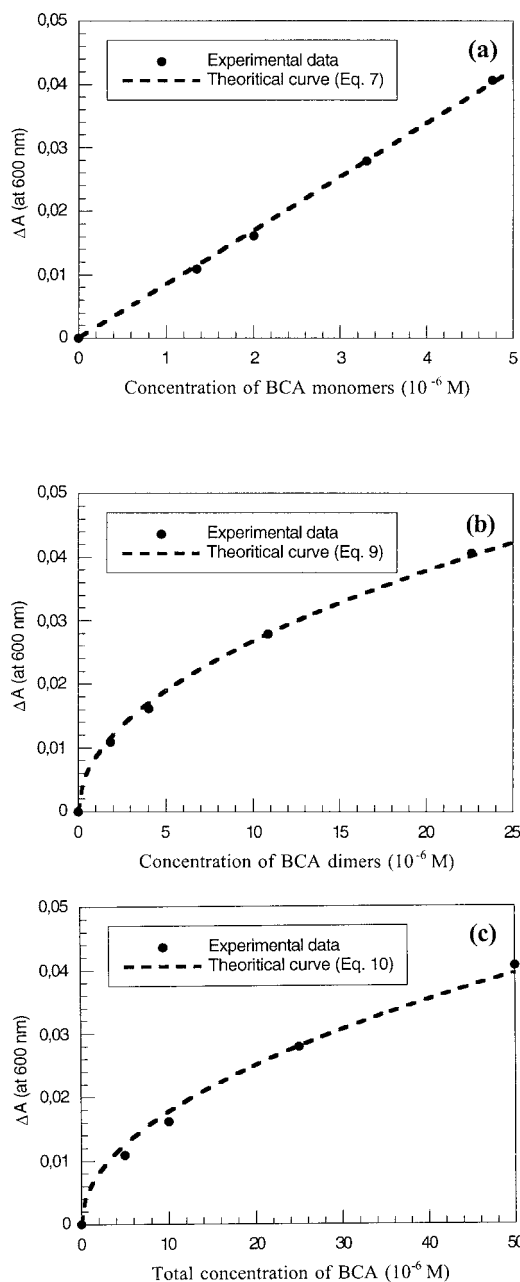 (a)
Experimental data
Theoritical curve (Eq. 7)
0,05
0,04
0,03
0,02
0,01
0
ΔA (at 600 nm)
0 1 2 3 4 5
Concentration of BCA monomers (10⁻⁶ M)
(b)
Experimental data
Theoritical curve (Eq. 9)
0,05
0,04
0,03
0,02
0,01
0
ΔA (at 600 nm)
0 5 10 15 20 25
Concentration of BCA dimers (10⁻⁶ M)
(c)
Experimental data
Theoritical curve (Eq. 10)
0,05
0,04
0,03
0,02
0,01
0
ΔA (at 600 nm)
0 10 20 30 40 50
Total concentration of BCA (10⁻⁶ M)